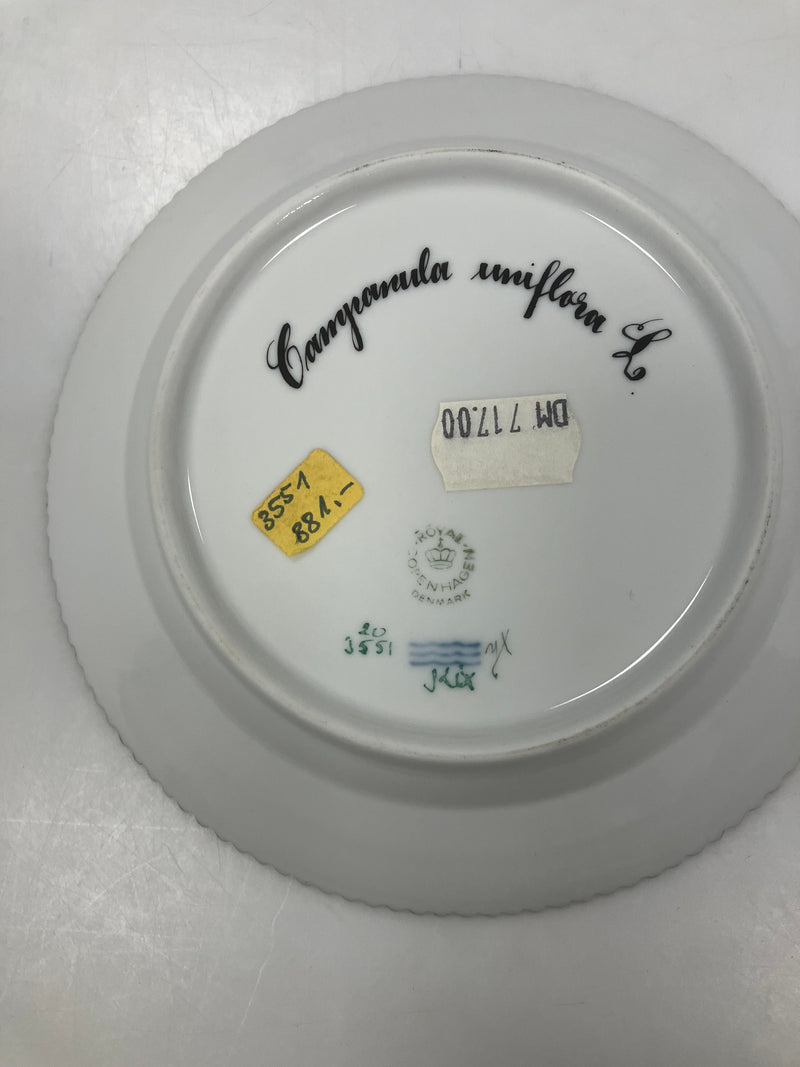 Campanula uniflora L.
DM 717.00
3551
881.-
ROYAL COPENHAGEN
DENMARK
20
3551